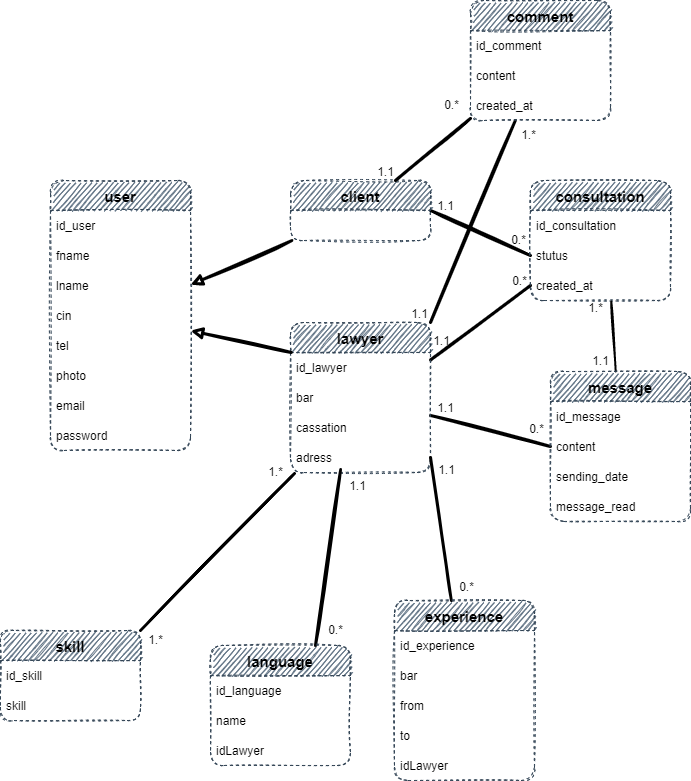 comment
id_comment
content
created_at
0.*
1.*
1.1
user
id_user
fname
lname
cin
tel
photo
email
password
client
1.1
0.*
consultation
id_consultation
stutus
created_at
0.*
1.*
1.1
1.1
1.1
lawyer
id_lawyer
bar
cassation
adress
1.1
0.*
message
id_message
content
sending_date
message_read
1.*
1.1
1.1
0.*
1.*
0.*
skill
id_skill
skill
language
id_language
name
idLawyer
experience
id_experience
bar
from
to
idLawyer